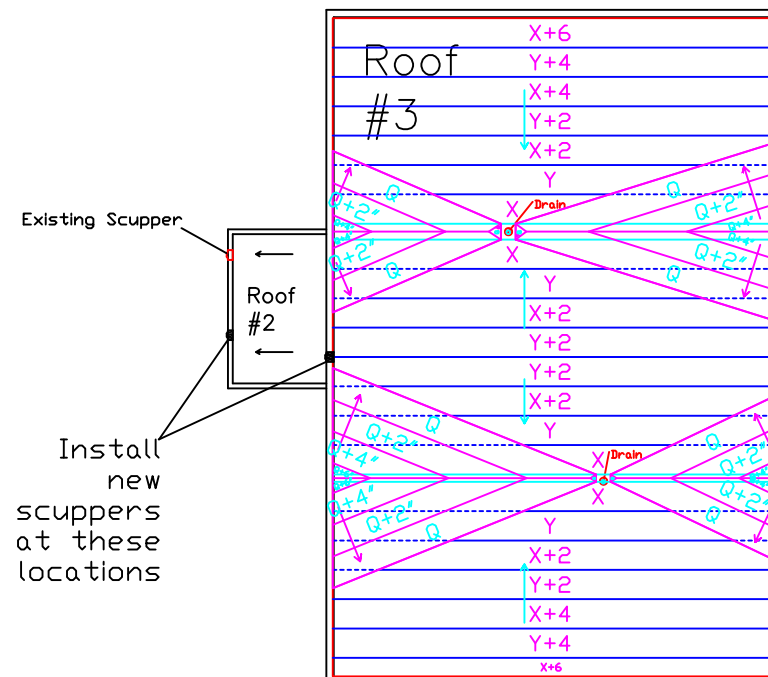 X+6
Roof
Y+4
X+4
#3
Y+2
X+2
Y
Q
Q
Q+2"
X
Drain
Q+2"
Q+4"
Q+4"
Existing Scupper
Q+2"
X
Q+2"
Q
Q
Y
Roof
#2
X+2
Y+2
Y+2
X+2
Q
Y
Q
Q+2"
Install
new
scuppers
at these
locations
Q+4"
X
Drain
Q+2"
Q+4"
X
Q+2"
Q+2"
Q
Y
Q
X+2
Y+2
X+4
Y+4
X+6